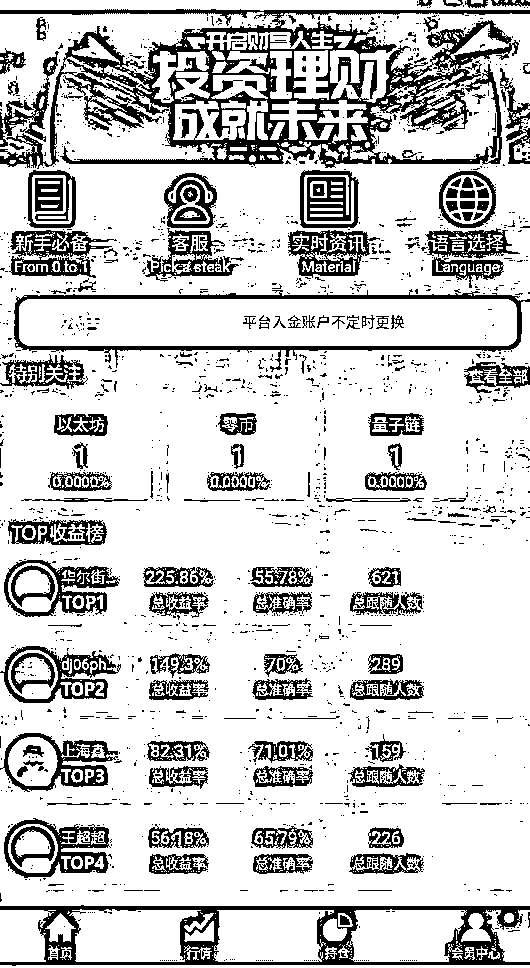 开启财富人生
投资理财
成就未来
新手必备 客服 实时资讯 语言选择
From 0 to 1 Pick a steak Material Language
平台入金账户不定时更换
特别关注 查看全部
以太坊 零币 量子链
1 1 1
0.0000% 0.0000% 0.0000%
TOP收益榜
华尔街... 225.86% 55.78% 621
TOP1 总收益率 总准确率 总跟随人数
dj06ph... 149.3% 70% 289
TOP2 总收益率 总准确率 总跟随人数
上海鑫... 82.31% 71.01% 159
TOP3 总收益率 总准确率 总跟随人数
王超超 56.18% 65.79% 226
TOP4 总收益率 总准确率 总跟随人数
首页 行情 持仓 会员中心